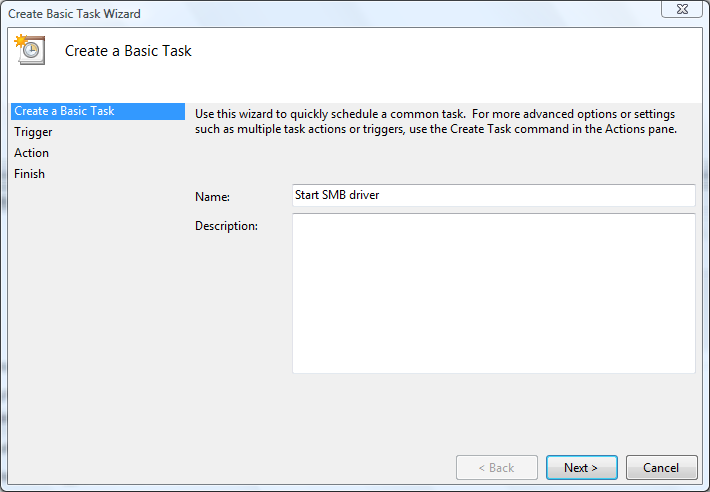 Create Basic Task Wizard
Create a Basic Task
Create a Basic Task
Trigger
Action
Finish
Use this wizard to quickly schedule a common task.  For more advanced options or settings
such as multiple task actions or triggers, use the Create Task command in the Actions pane.
Name:
Start SMB driver
Description:
< Back
Next >
Cancel